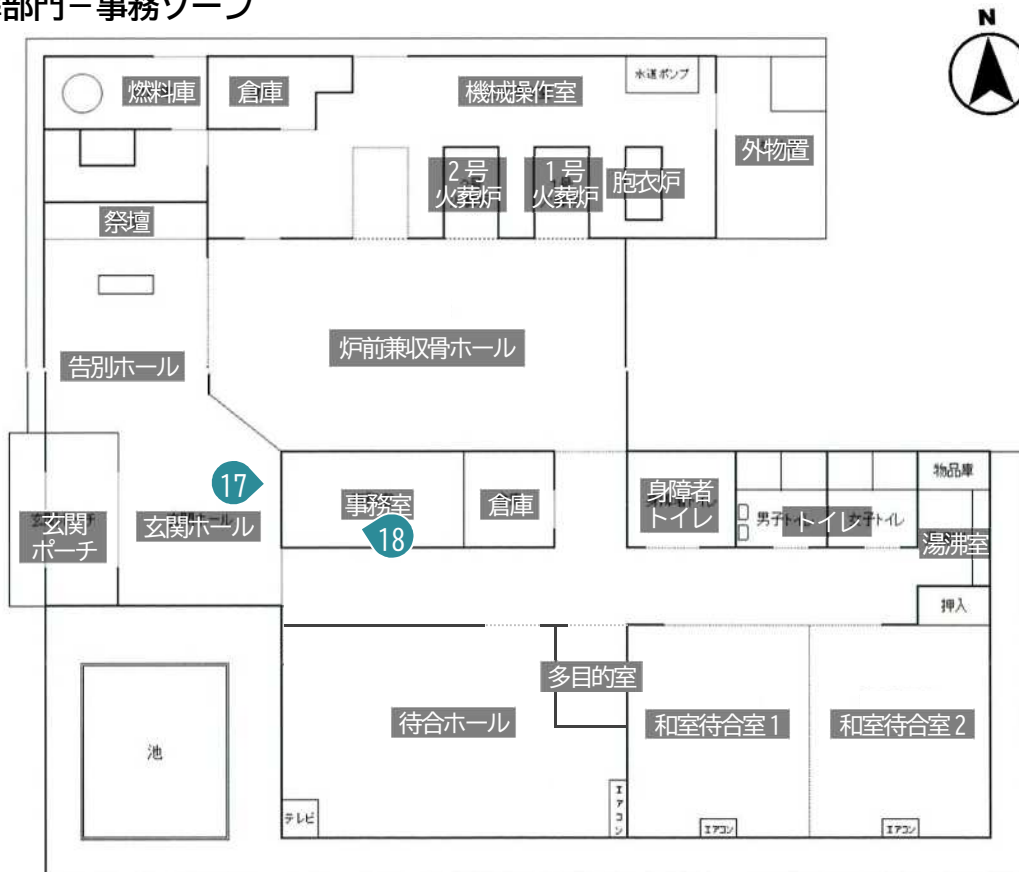 部門−事務ゾーン
N
燃料庫
倉庫
機械操作室
水道ポンプ
外物置
2号
火葬炉
1号
火葬炉
胞衣炉
祭壇
告別ホール
炉前兼収骨ホール
17
玄関ホール
玄関
ポーチ
事務室
18
倉庫
身障者
トイレ
男子トイレ
トイレ
女子トイレ
物品庫
湯沸室
押入
多目的室
待合ホール
和室待合室1
和室待合室2
池
テレビ
エアコン
エアコン
エアコン